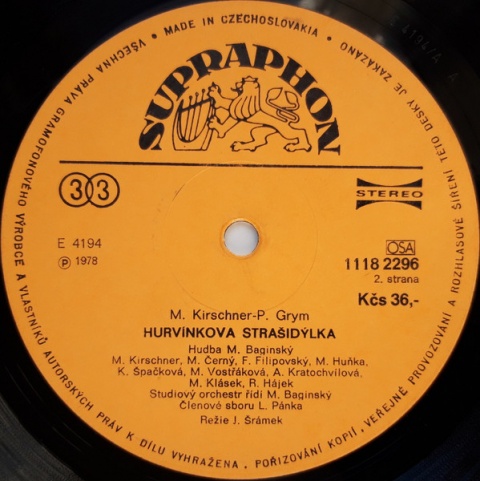 MADE IN CZECHOSLOVAKIA
SUPRAPHON
33
STEREO
E 4194
Ⓟ 1978
OSA
1118 2296
2. strana
Kčs 36,-
M. Kirschner-P. Grym
HURVÍNKOVA STRAŠIDÝLKA
Hudba M. Baginský
M. Kirschner, M. Černý, F. Filipovský, M. Huňka,
K. Špačková, M. Vostřáková, A. Kratochvílová,
M. Klásek, R. Hájek
Studiový orchestr řídí M. Baginský
Členové sboru L. Pánka
Režie J. Šrámek
VŠECHNA PRÁVA GRAMOFONOVÉHO VÝROBCE A VLASTNÍKŮ AUTORSKÝCH PRÁV K DÍLU VYHRAŽENA. POŘIZOVÁNÍ KOPIÍ, VEŘEJNÉ PROVOZOVÁNÍ A ROZHLASOVÉ ŠÍŘENÍ TÉTO DESKY JE ZAKÁZÁNO